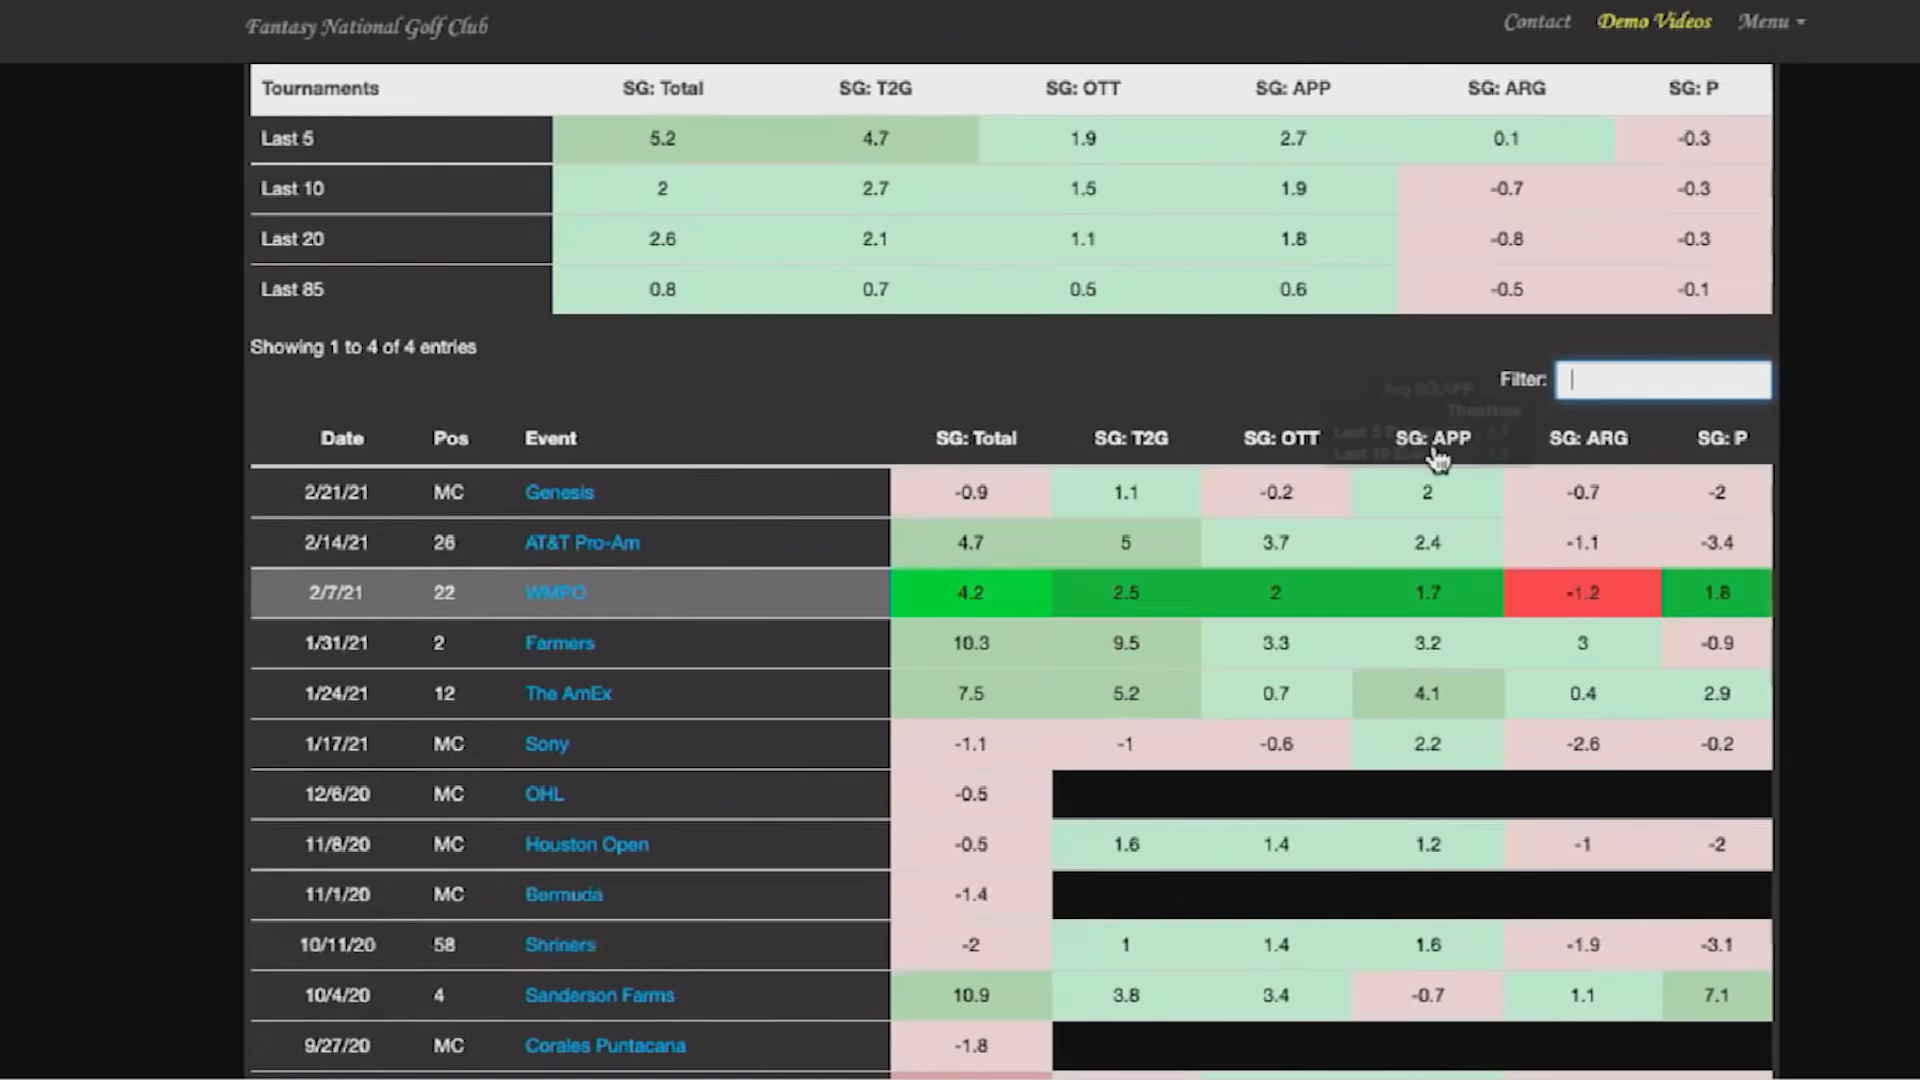 Fantasy National Golf Club Contact Demo Videos Menu
Tournaments SG: Total SG: T2G SG: OTT SG: APP SG: ARG SG: P
Last 5 5.2 4.7 1.9 2.7 0.1 -0.3
Last 10 2 2.7 1.5 1.9 -0.7 -0.3
Last 20 2.6 2.1 1.1 1.8 -0.8 -0.3
Last 85 0.8 0.7 0.5 0.6 -0.5 -0.1
Showing 1 to 4 of 4 entries
Filter:
Date Pos Event SG: Total SG: T2G SG: OTT SG: APP SG: ARG SG: P
2/21/21 MC Genesis -0.9 1.1 -0.2 2 -0.7 -2
2/14/21 26 AT&T Pro-Am 4.7 5 3.7 2.4 -1.1 -3.4
2/7/21 22 WMPO 4.2 2.5 2 1.7 -1.2 1.8
1/31/21 2 Farmers 10.3 9.5 3.3 3.2 3 -0.9
1/24/21 12 The AmEx 7.5 5.2 0.7 4.1 0.4 2.9
1/17/21 MC Sony -1.1 -1 -0.6 2.2 -2.6 -0.2
12/6/20 MC OHL -0.5
11/8/20 MC Houston Open -0.5 1.6 1.4 1.2 -1 -2
11/1/20 MC Bermuda -1.4
10/11/20 58 Shriners -2 1 1.4 1.6 -1.9 -3.1
10/4/20 4 Sanderson Farms 10.9 3.8 3.4 -0.7 1.1 7.1
9/27/20 MC Corales Puntacana -1.8